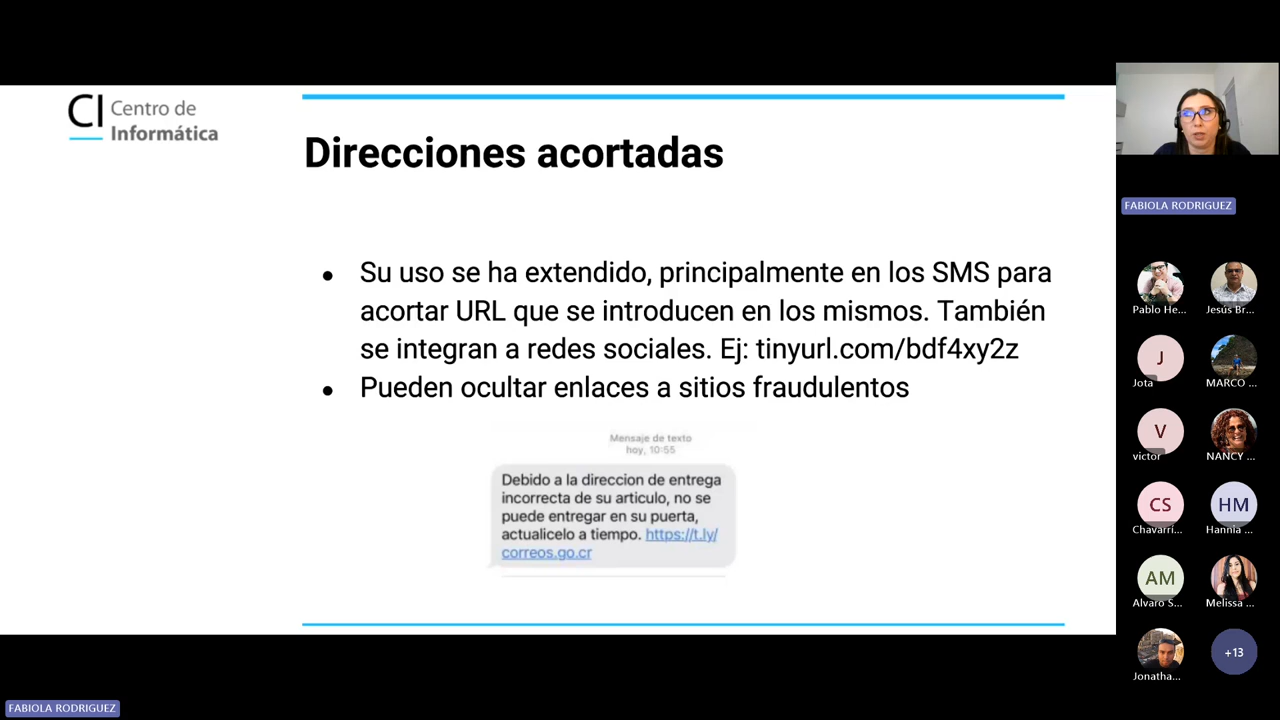 CI Centro de
Informática
Direcciones acortadas
● Su uso se ha extendido, principalmente en los SMS para
acortar URL que se introducen en los mismos. También
se integran a redes sociales. Ej: tinyurl.com/bdf4xy2z
● Pueden ocultar enlaces a sitios fraudulentos
Mensaje de texto
hoy, 10:55
Debido a la direccion de entrega
incorrecta de su articulo, no se
puede entregar en su puerta,
actualicelo a tiempo. https://t.ly/
correos.go.cr
FABIOLA RODRIGUEZ
Pablo He...
Jesús Br...
J
Jota
MARCO ...
V
victor
NANCY ...
CS
Chavarrí...
HM
Hannia ...
AM
Alvaro S...
Melissa ...
Jonatha...
+13
FABIOLA RODRIGUEZ